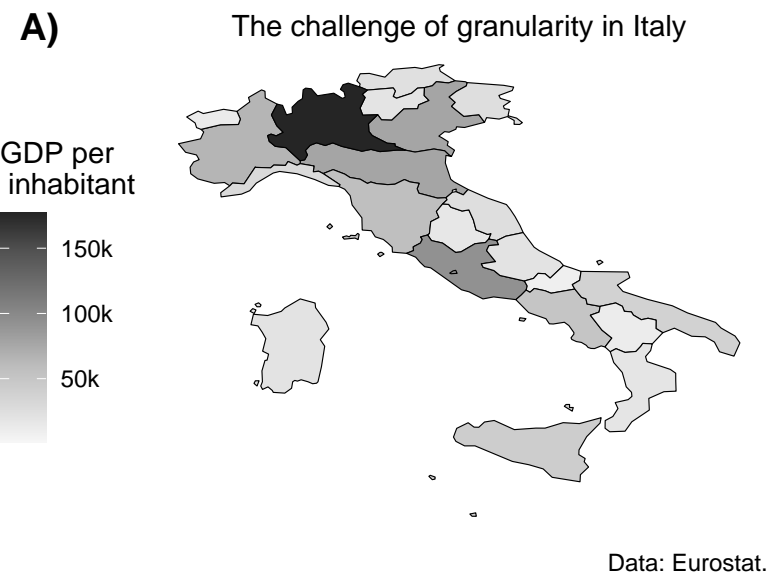 A)
The challenge of granularity in Italy
GDP per
inhabitant
150k
100k
50k
Data: Eurostat.